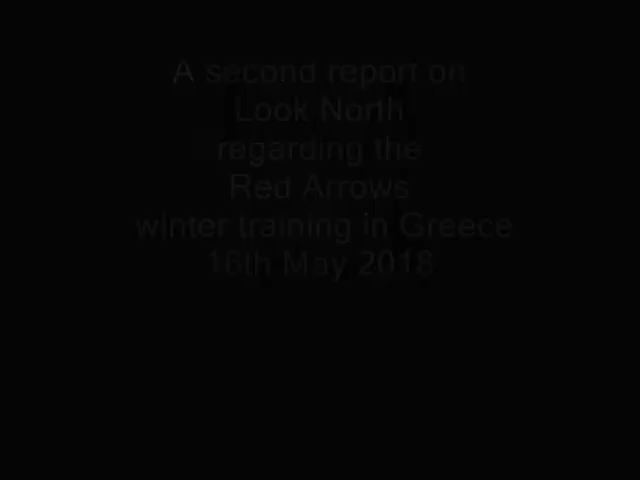 A second report on
Look North
regarding the
Red Arrows
winter training in Greece
16th May 2018